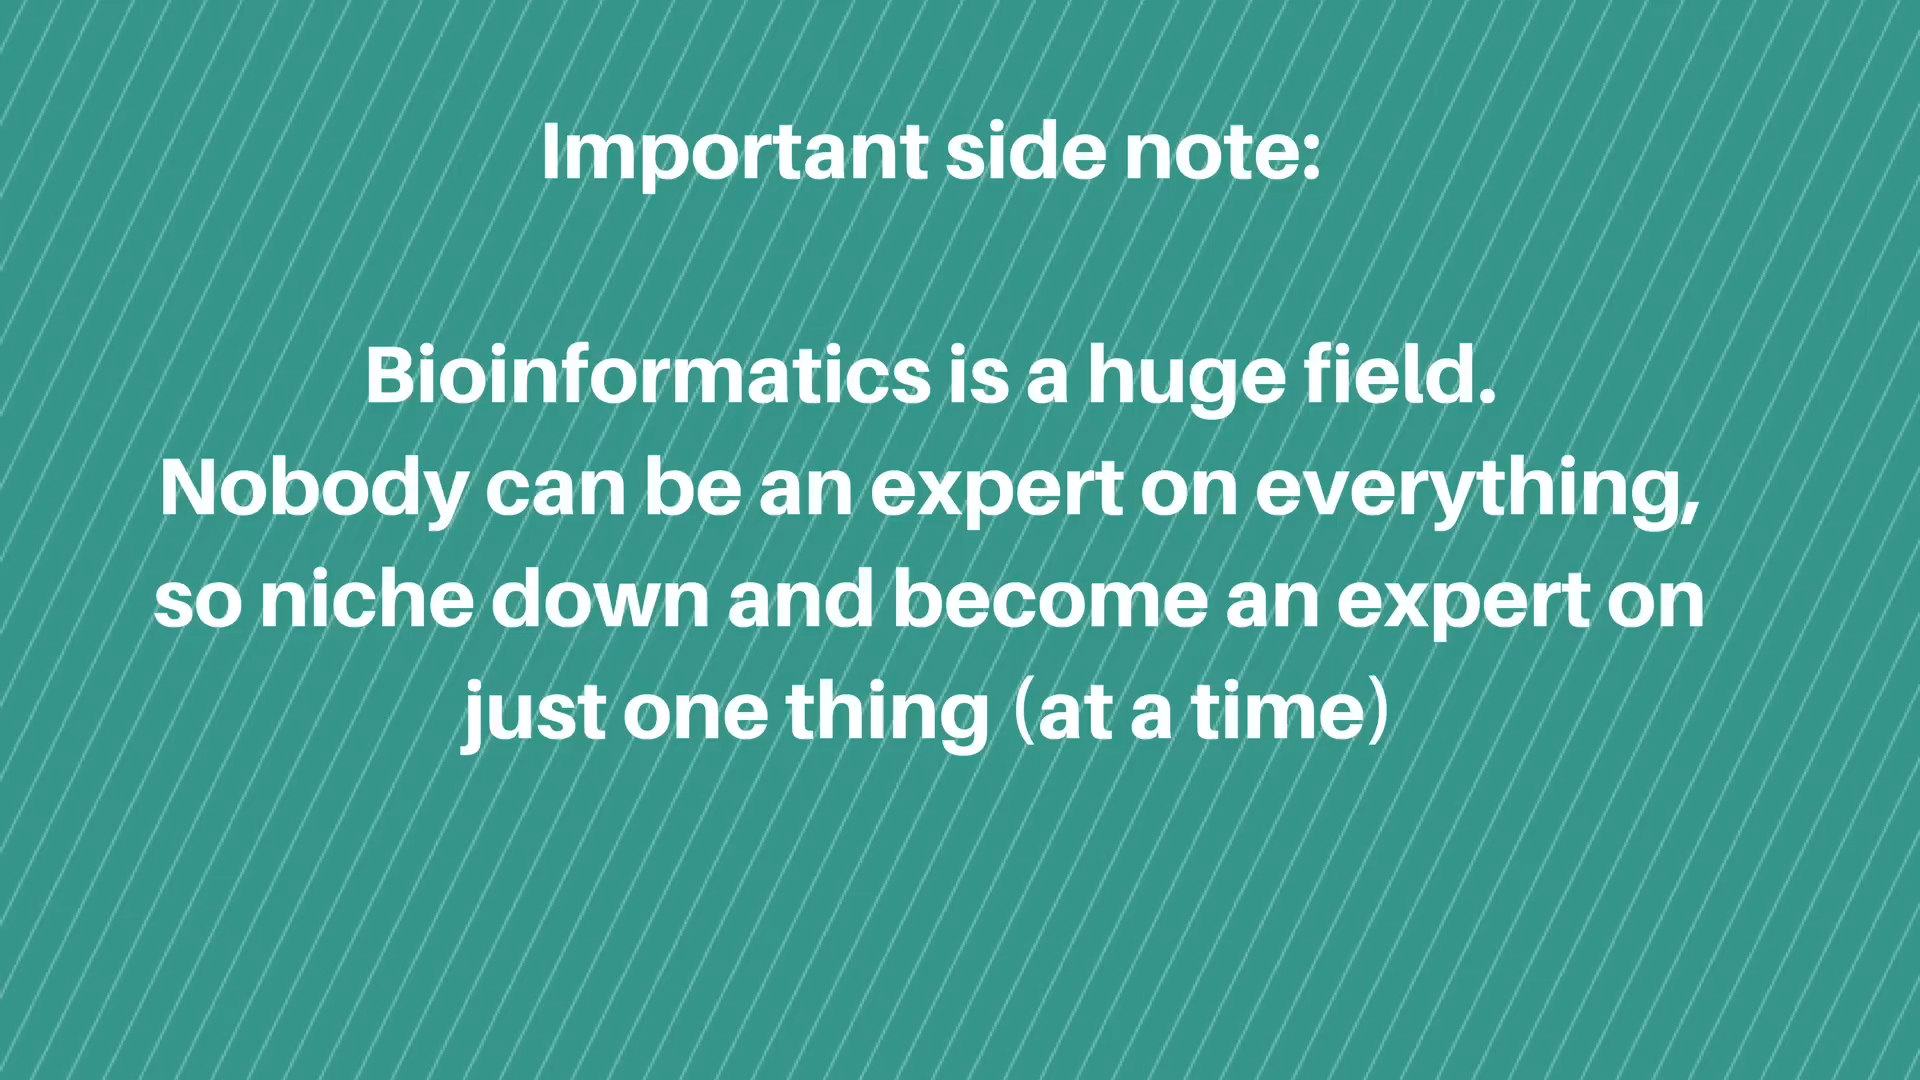 Important side note:
Bioinformatics is a huge field.
Nobody can be an expert on everything,
so niche down and become an expert on
just one thing (at a time)